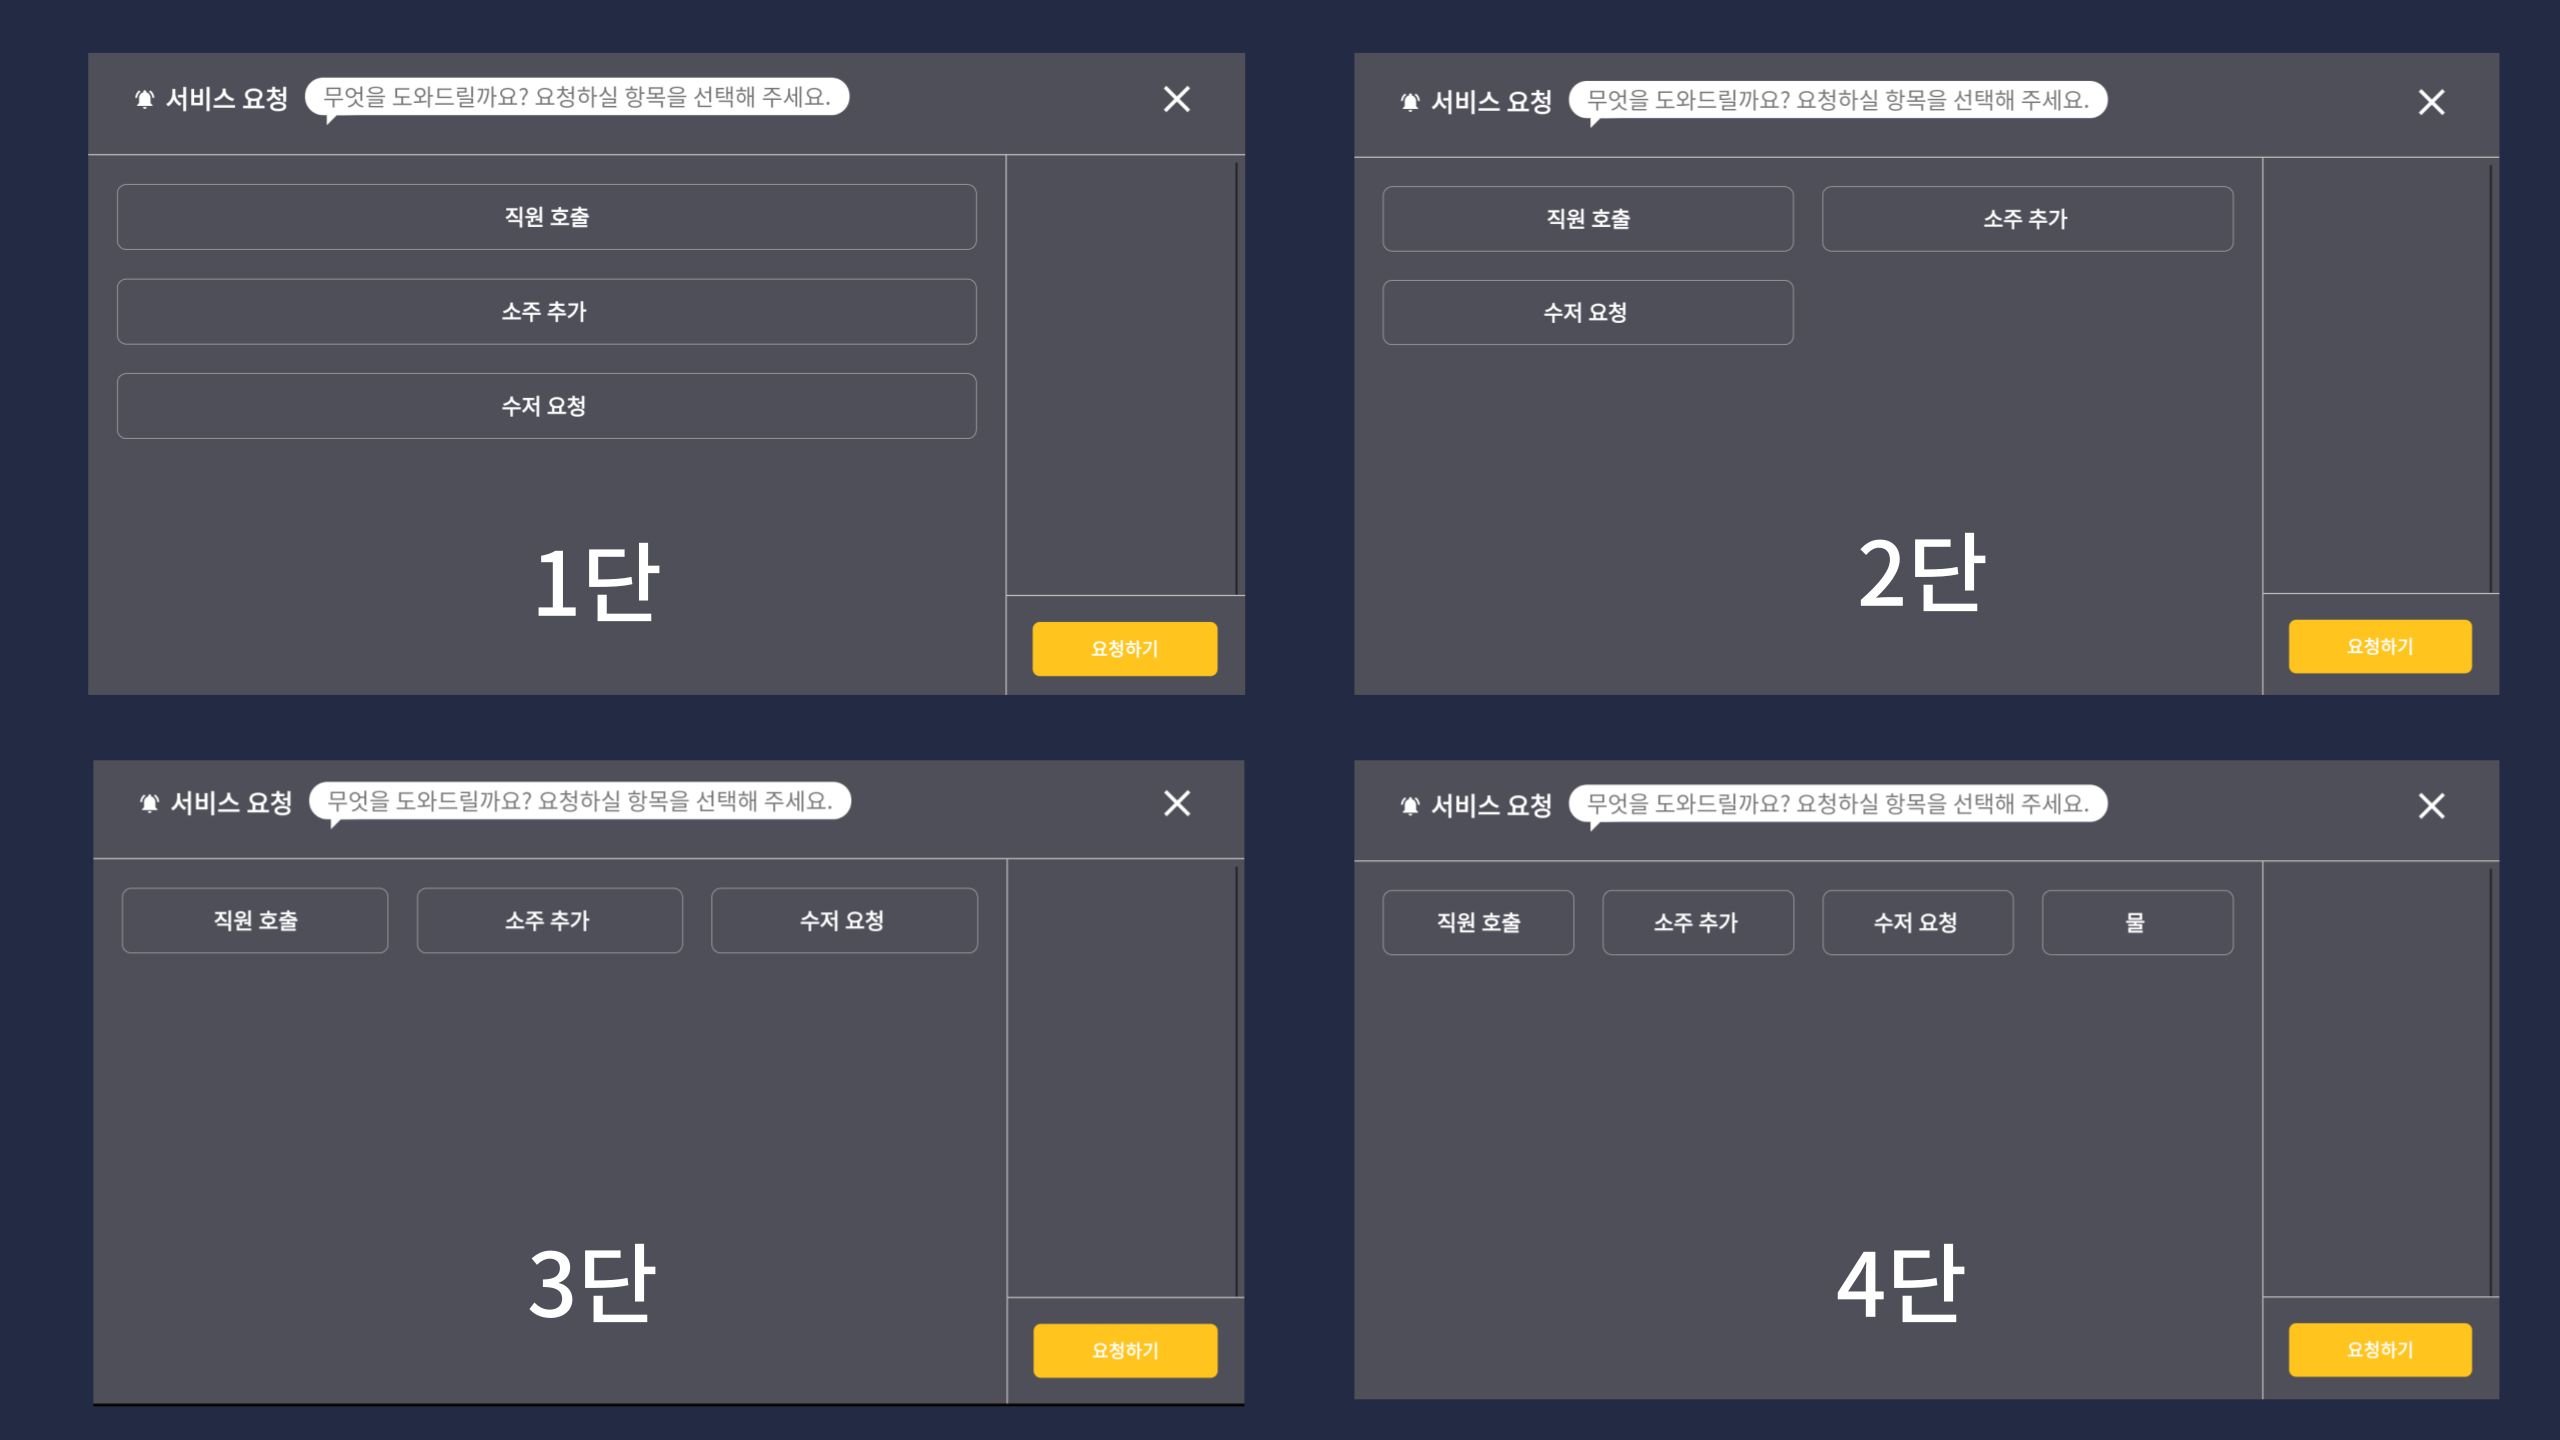 서비스 요청 무엇을 도와드릴까요? 요청하실 항목을 선택해 주세요.
직원 호출
소주 추가
수저 요청
1단
요청하기
서비스 요청 무엇을 도와드릴까요? 요청하실 항목을 선택해 주세요.
직원 호출 소주 추가
수저 요청
2단
요청하기
서비스 요청 무엇을 도와드릴까요? 요청하실 항목을 선택해 주세요.
직원 호출 소주 추가 수저 요청
3단
요청하기
서비스 요청 무엇을 도와드릴까요? 요청하실 항목을 선택해 주세요.
직원 호출 소주 추가 수저 요청 물
4단
요청하기